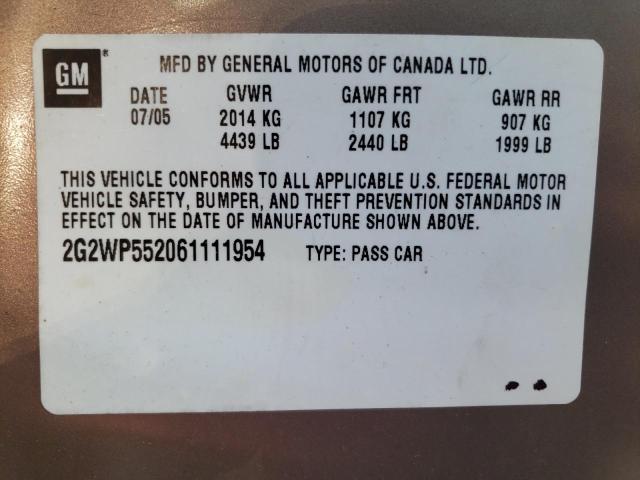 GM® MFD BY GENERAL MOTORS OF CANADA LTD.
DATE GVWR GAWR FRT GAWR RR
07/05 2014 KG 1107 KG 907 KG
4439 LB 2440 LB 1999 LB
THIS VEHICLE CONFORMS TO ALL APPLICABLE U.S. FEDERAL MOTOR
VEHICLE SAFETY, BUMPER, AND THEFT PREVENTION STANDARDS IN
EFFECT ON THE DATE OF MANUFACTURE SHOWN ABOVE.
2G2WP552061111954 TYPE: PASS CAR